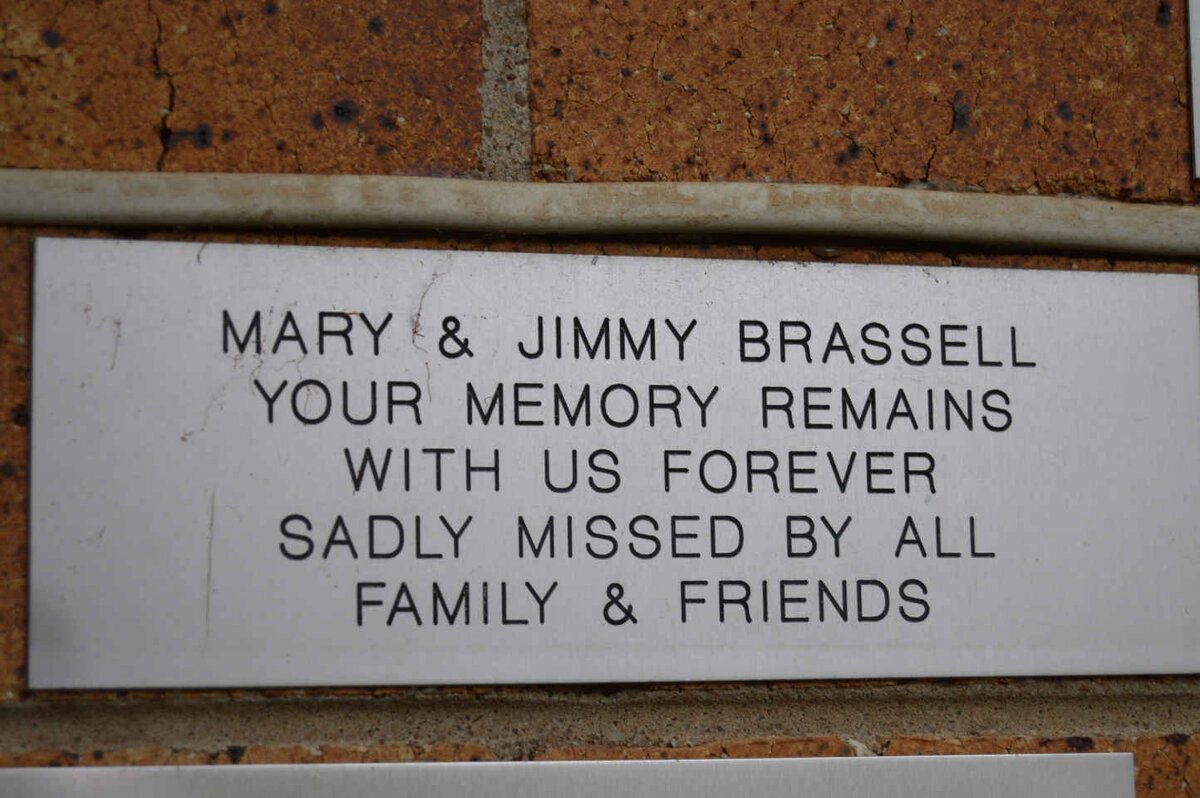 MARY & JIMMY BRASSELL
YOUR MEMORY REMAINS
WITH US FOREVER
SADLY MISSED BY ALL
FAMILY & FRIENDS